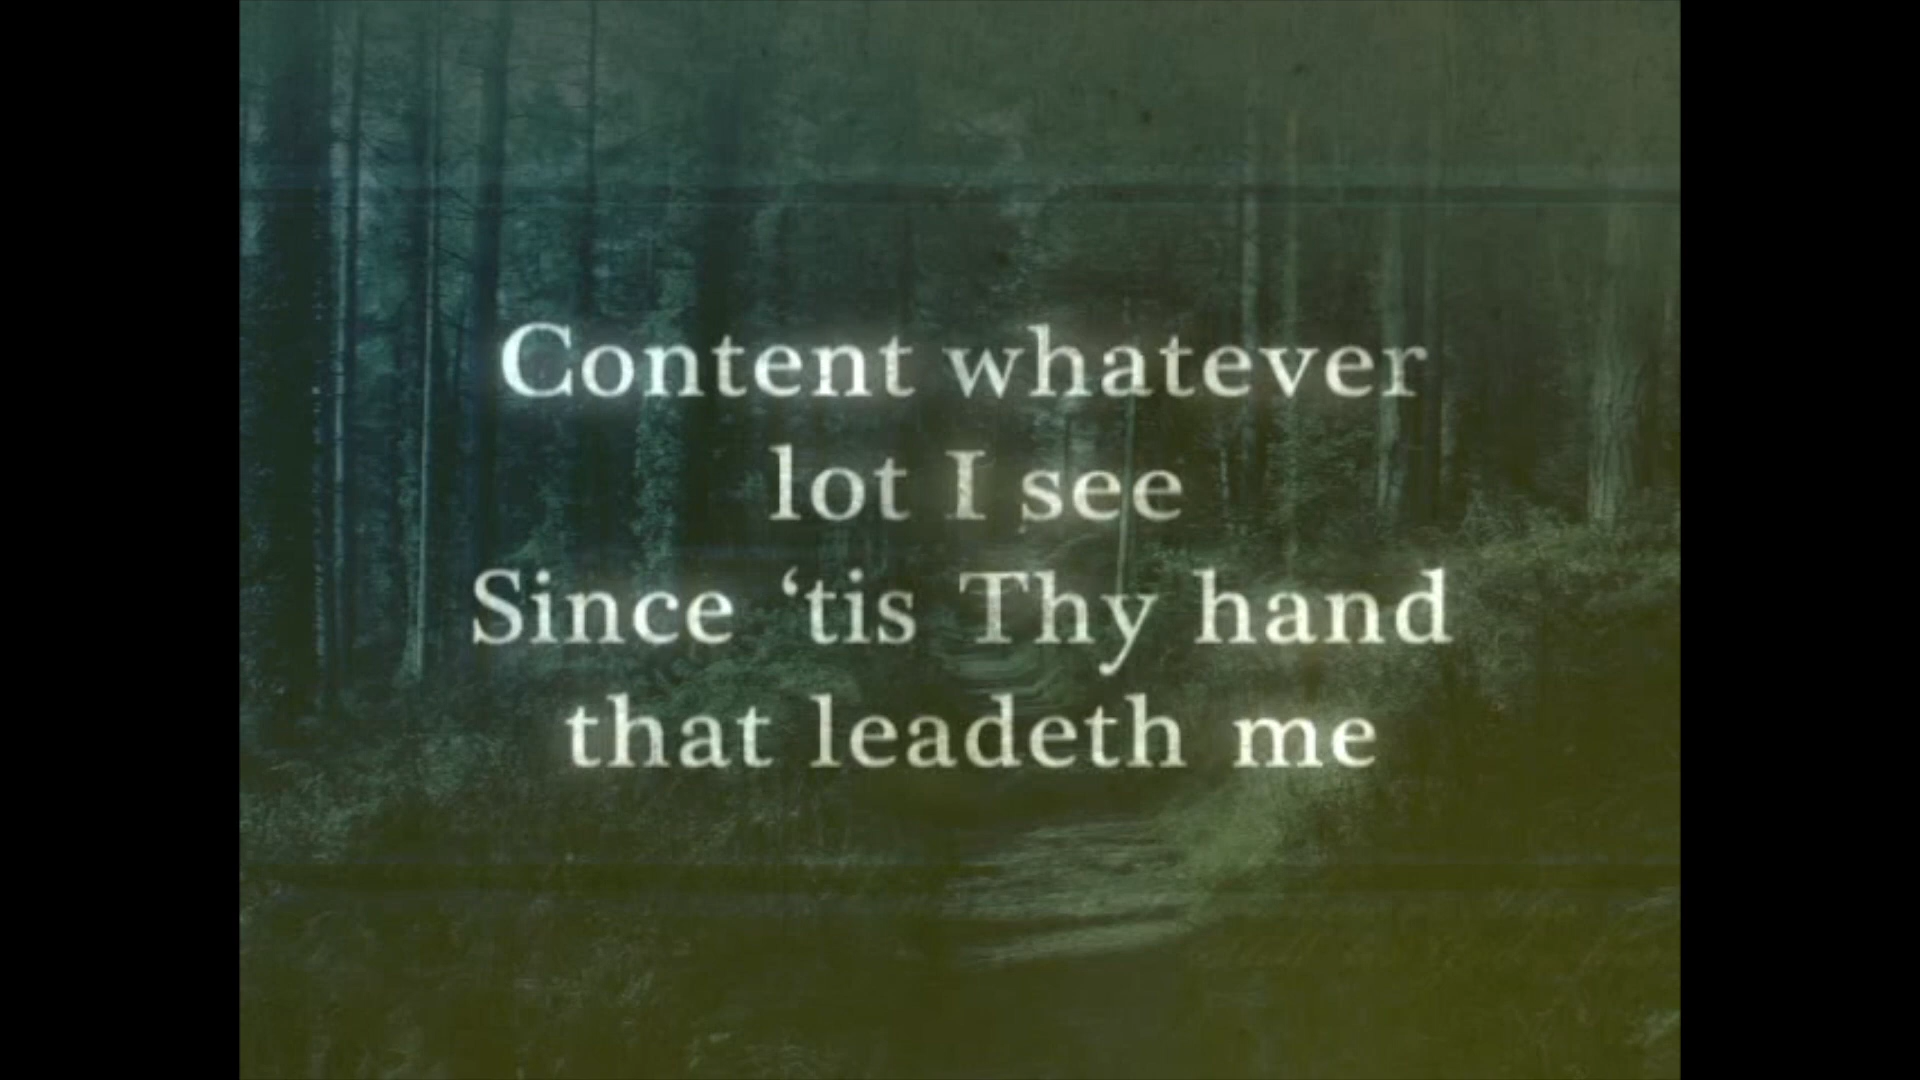 Content whatever
lot I see
Since ‘tis Thy hand
that leadeth me